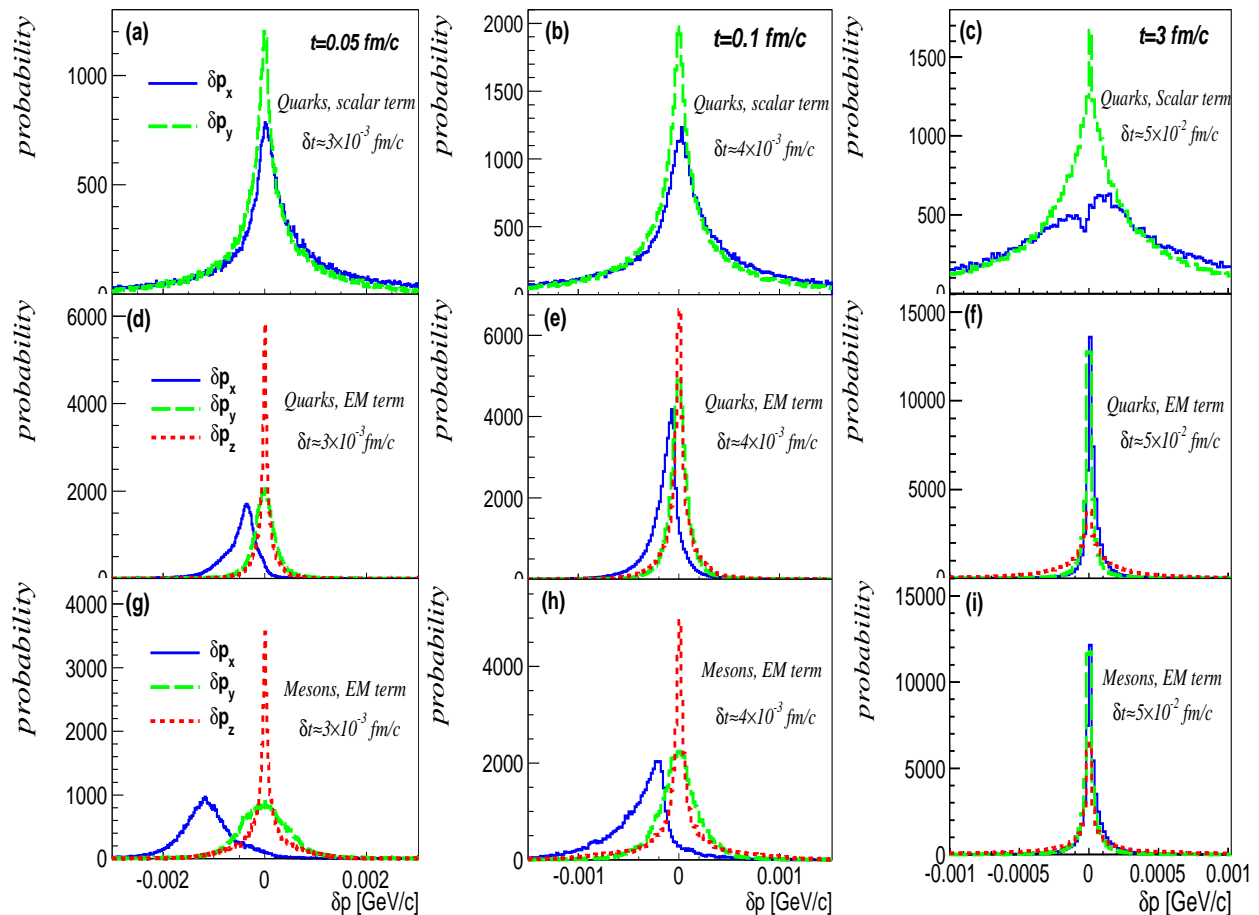 (a) t=0.05 fm/c
δp_x
δp_y
Quarks, scalar term
δt≈3×10^-3 fm/c
probability
1000
500
0
(b) t=0.1 fm/c
Quarks, scalar term
δt≈4×10^-3 fm/c
probability
2000
1500
1000
500
0
(c) t=3 fm/c
Quarks, Scalar term
δt≈5×10^-2 fm/c
probability
1500
1000
500
0
(d)
δp_x
δp_y
δp_z
Quarks, EM term
δt≈3×10^-3 fm/c
probability
6000
4000
2000
0
(e)
Quarks, EM term
δt≈4×10^-3 fm/c
probability
6000
4000
2000
0
(f)
Quarks, EM term
δt≈5×10^-2 fm/c
probability
15000
10000
5000
0
(g)
δp_x
δp_y
δp_z
Mesons, EM term
δt≈3×10^-3 fm/c
probability
4000
3000
2000
1000
0
-0.002 0 0.002
δp [GeV/c]
(h)
Mesons, EM term
δt≈4×10^-3 fm/c
probability
4000
2000
0
-0.001 0 0.001
δp [GeV/c]
(i)
Mesons, EM term
δt≈5×10^-2 fm/c
probability
15000
10000
5000
0
-0.001 -0.0005 0 0.0005 0.001
δp [GeV/c]